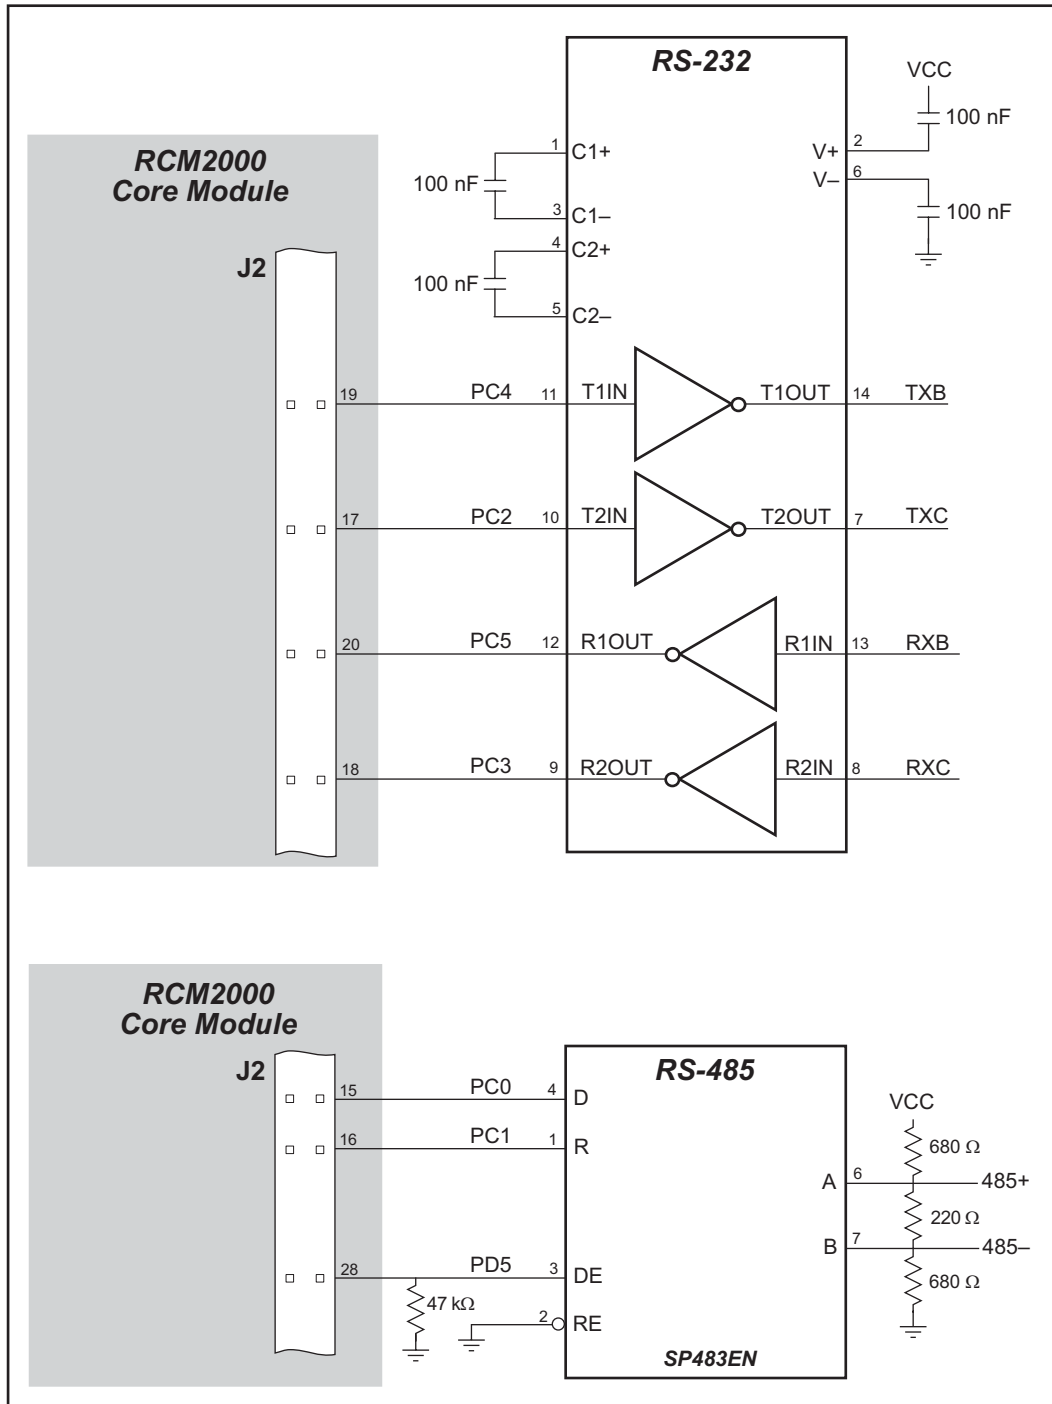 RS-232
VCC
100 nF
RCM2000
Core Module
1 C1+
V+ 2
V– 6
100 nF
3 C1–
100 nF
4 C2+
J2
100 nF
5 C2–
19 PC4 11 T1IN T1OUT 14 TXB
17 PC2 10 T2IN T2OUT 7 TXC
20 PC5 12 R1OUT R1IN 13 RXB
18 PC3 9 R2OUT R2IN 8 RXC
RCM2000
Core Module
RS-485
J2
15 PC0 4 D
VCC
16 PC1 1 R
680 Ω
A 6 485+
220 Ω
B 7 485–
28 PD5 3 DE
680 Ω
47 kΩ
2 RE
SP483EN